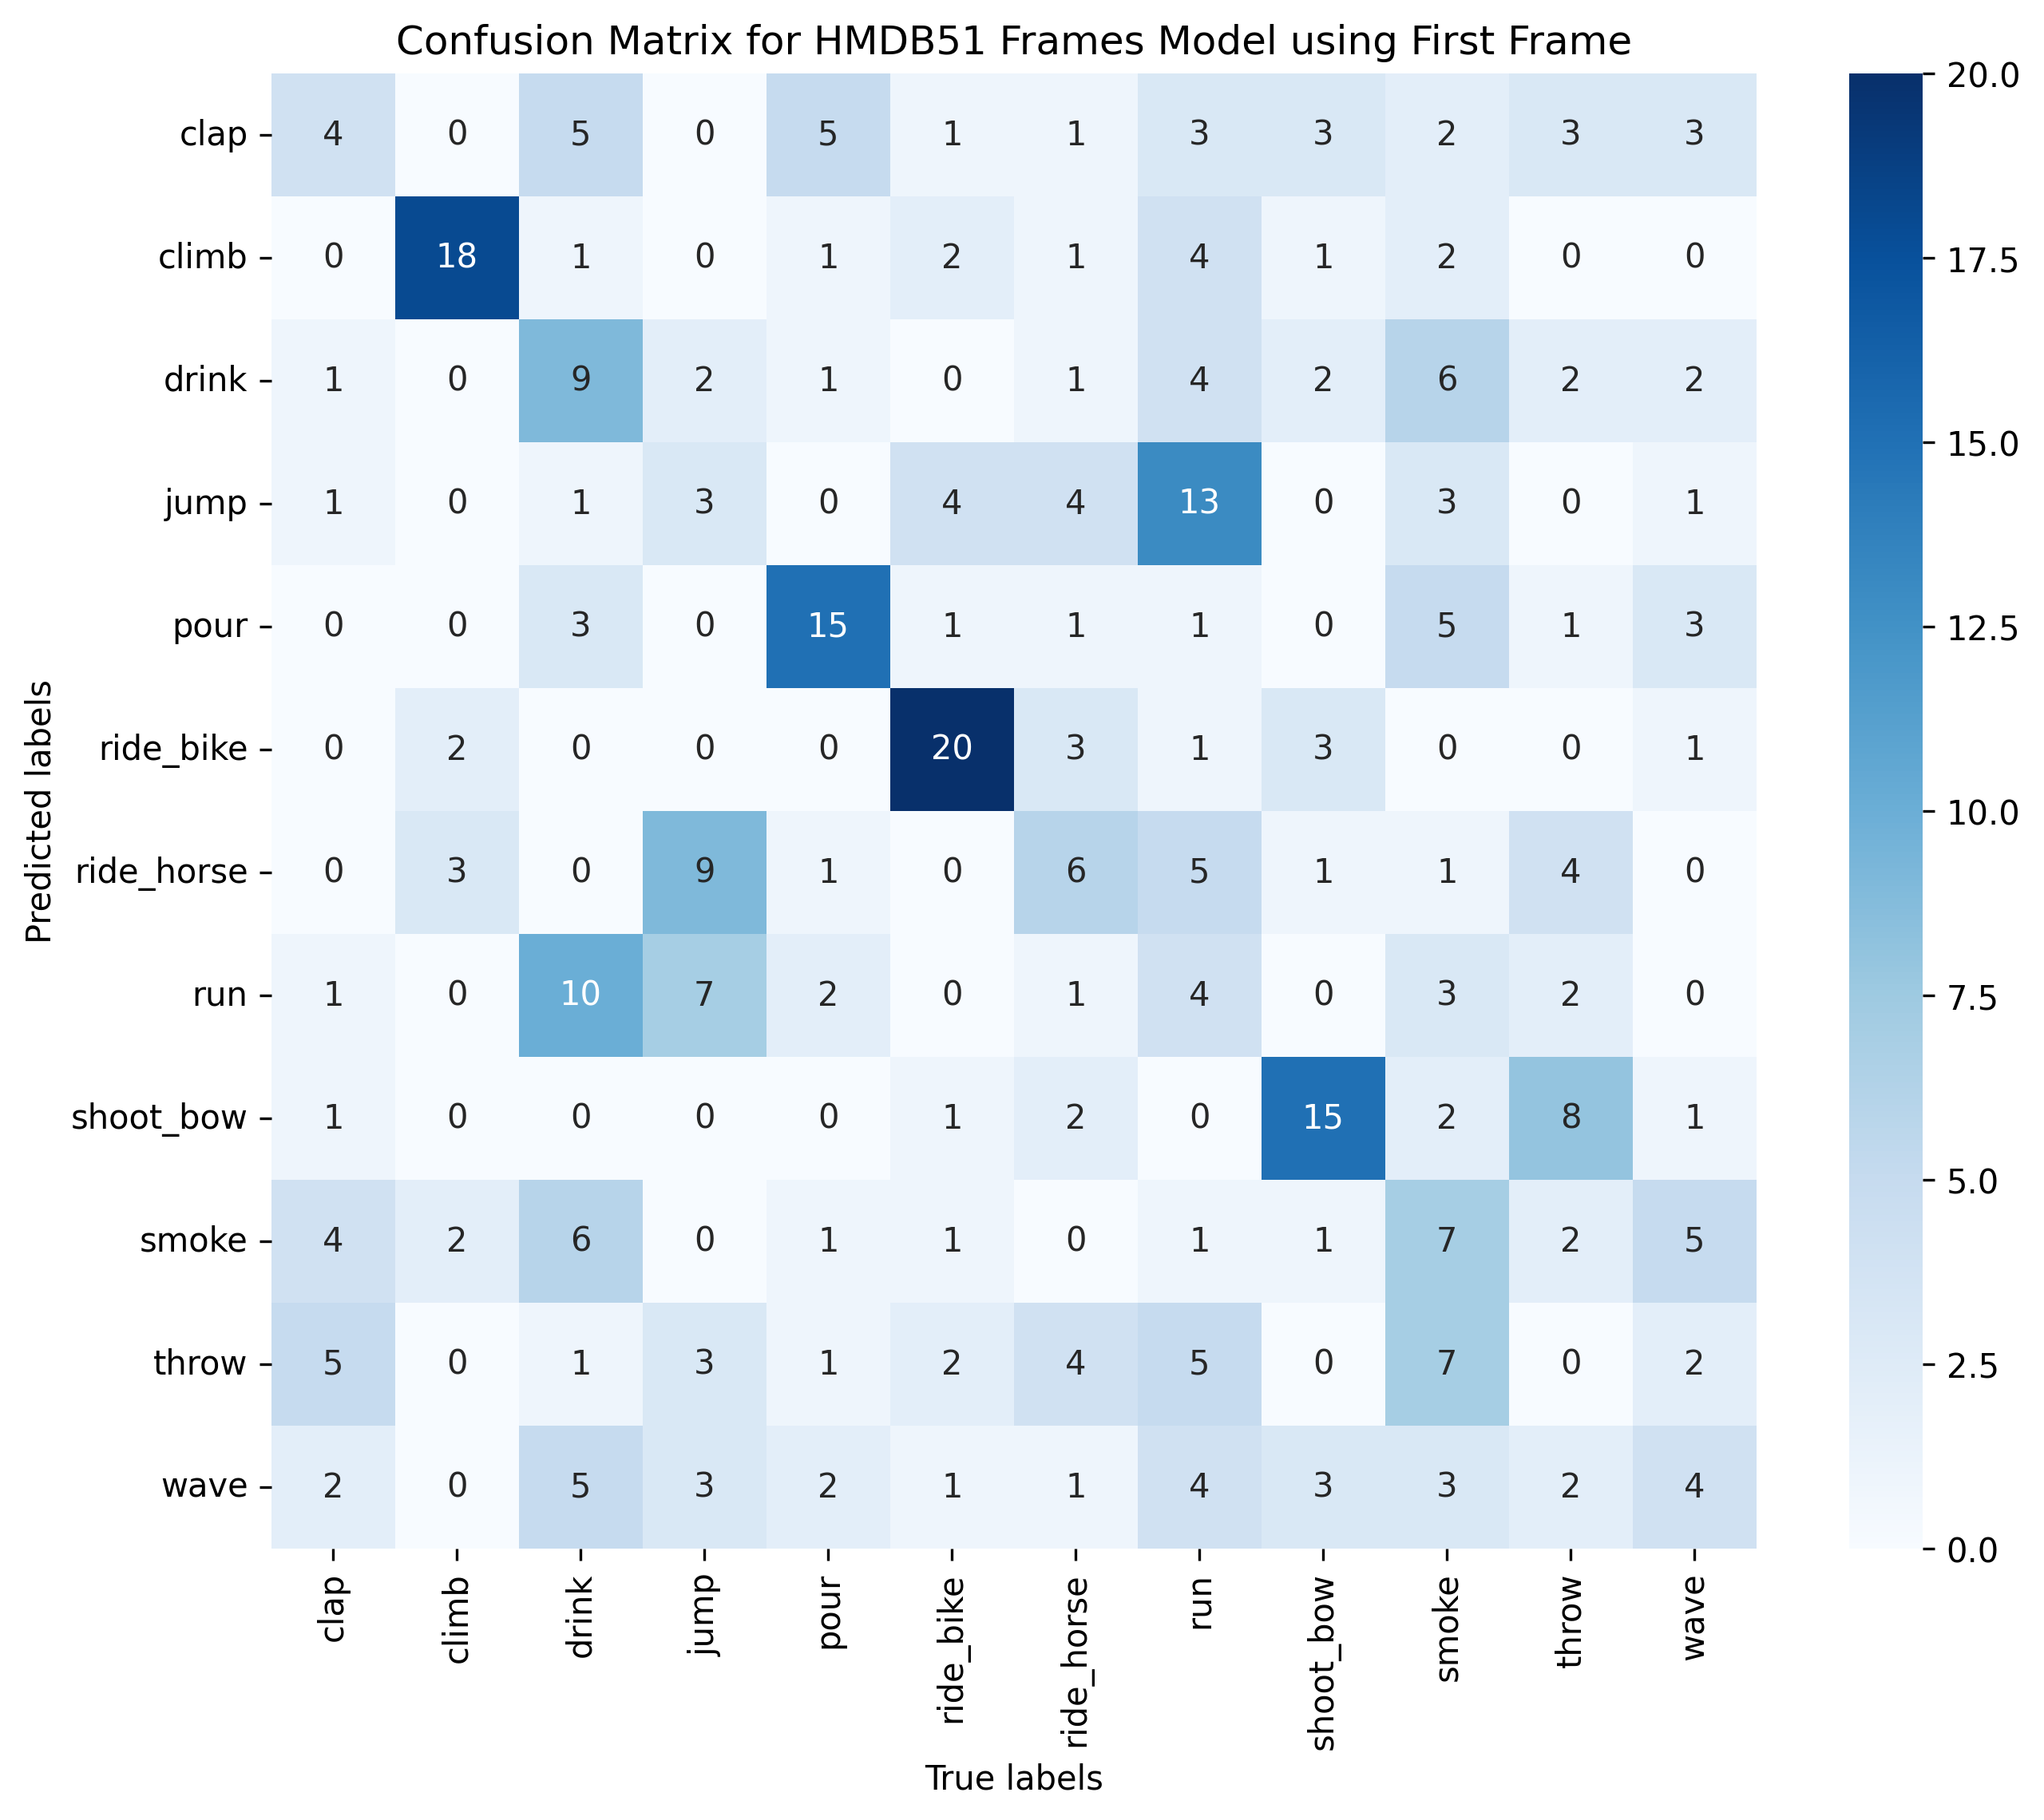 Confusion Matrix for HMDB51 Frames Model using First Frame
clap 4 0 5 0 5 1 1 3 3 2 3 3
climb 0 18 1 0 1 2 1 4 1 2 0 0
drink 1 0 9 2 1 0 1 4 2 6 2 2
jump 1 0 1 3 0 4 4 13 0 3 0 1
pour 0 0 3 0 15 1 1 1 0 5 1 3
ride_bike 0 2 0 0 0 20 3 1 3 0 0 1
ride_horse 0 3 0 9 1 0 6 5 1 1 4 0
run 1 0 10 7 2 0 1 4 0 3 2 0
shoot_bow 1 0 0 0 0 1 2 0 15 2 8 1
smoke 4 2 6 0 1 1 0 1 1 7 2 5
throw 5 0 1 3 1 2 4 5 0 7 0 2
wave 2 0 5 3 2 1 1 4 3 3 2 4
clap climb drink jump pour ride_bike ride_horse run shoot_bow smoke throw wave
True labels
Predicted labels
20.0
17.5
15.0
12.5
10.0
7.5
5.0
2.5
0.0